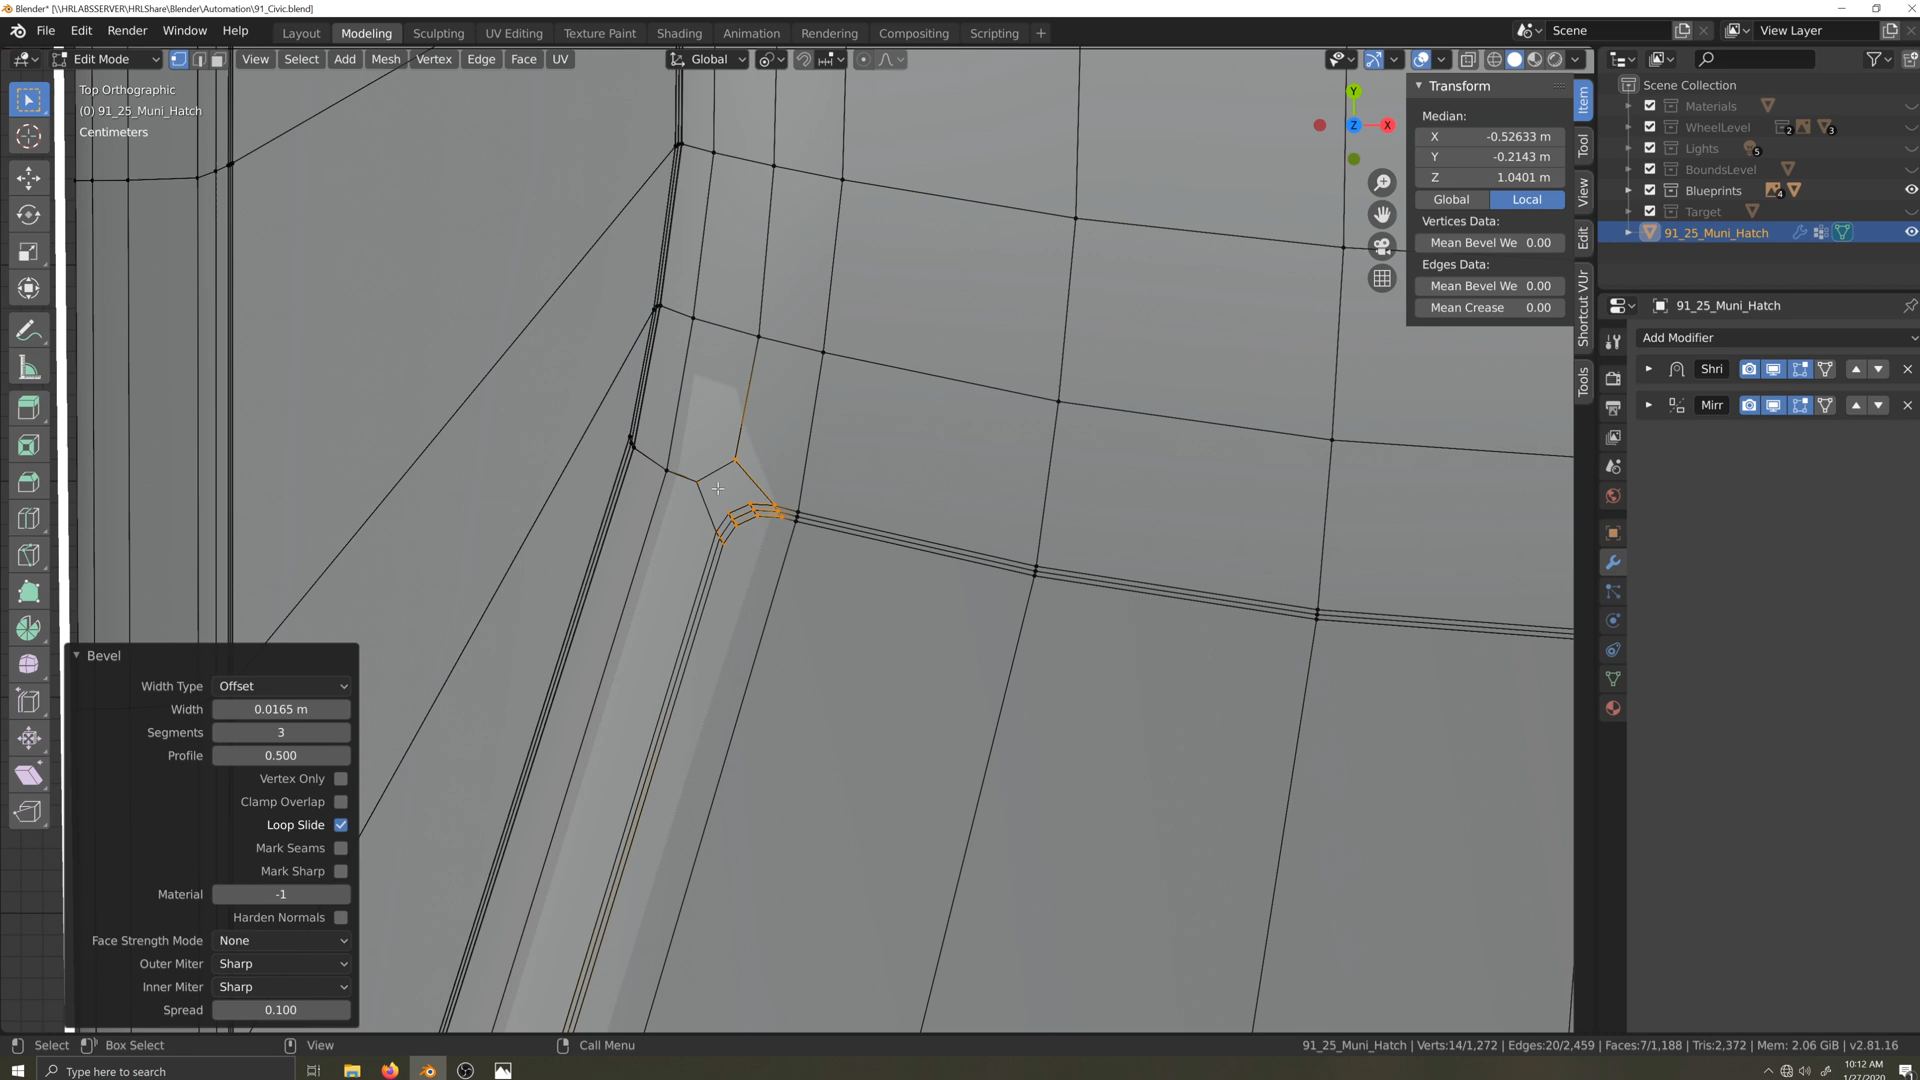 Blender* [\\HRLABSSERVER\HRLShare\Blender\Automation\91_Civic.blend]
File Edit Render Window Help Layout Modeling Sculpting UV Editing Texture Paint Shading Animation Rendering Compositing Scripting + Scene View Layer
Edit Mode View Select Add Mesh Vertex Edge Face UV Global
Top Orthographic
(0) 91_25_Muni_Hatch
Centimeters
Y
Z
X
Transform
Median:
X -0.52633 m
Y -0.2143 m
Z 1.0401 m
Global Local
Vertices Data:
Mean Bevel We 0.00
Edges Data:
Mean Bevel We 0.00
Mean Crease 0.00
Item
Tool
View
Edit
Shortcut VUr
Tools
Scene Collection
Materials
WheelLevel 2 3
Lights 5
BoundsLevel
Blueprints 4
Target
91_25_Muni_Hatch
91_25_Muni_Hatch
Add Modifier
Shri
Mirr
Bevel
Width Type Offset
Width 0.0165 m
Segments 3
Profile 0.500
Vertex Only
Clamp Overlap
Loop Slide
Mark Seams
Mark Sharp
Material -1
Harden Normals
Face Strength Mode None
Outer Miter Sharp
Inner Miter Sharp
Spread 0.100
Select Box Select View Call Menu 91_25_Muni_Hatch | Verts:14/1,272 | Edges:20/2,459 | Faces:7/1,188 | Tris:2,372 | Mem: 2.06 GiB | v2.81.16
Type here to search
10:12 AM
1/27/2020